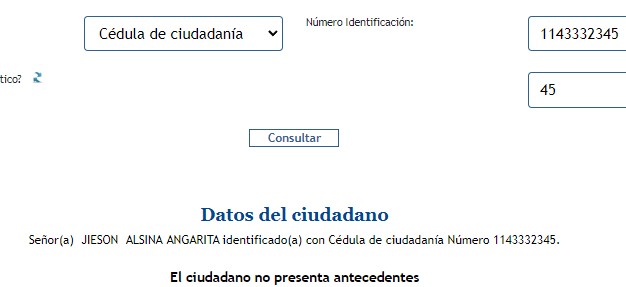 Cédula de ciudadanía
Número Identificación:
1143332345
tico?
45
Consultar
Datos del ciudadano
Señor(a) JIESON ALSINA ANGARITA identificado(a) con Cédula de ciudadanía Número 1143332345.
El ciudadano no presenta antecedentes